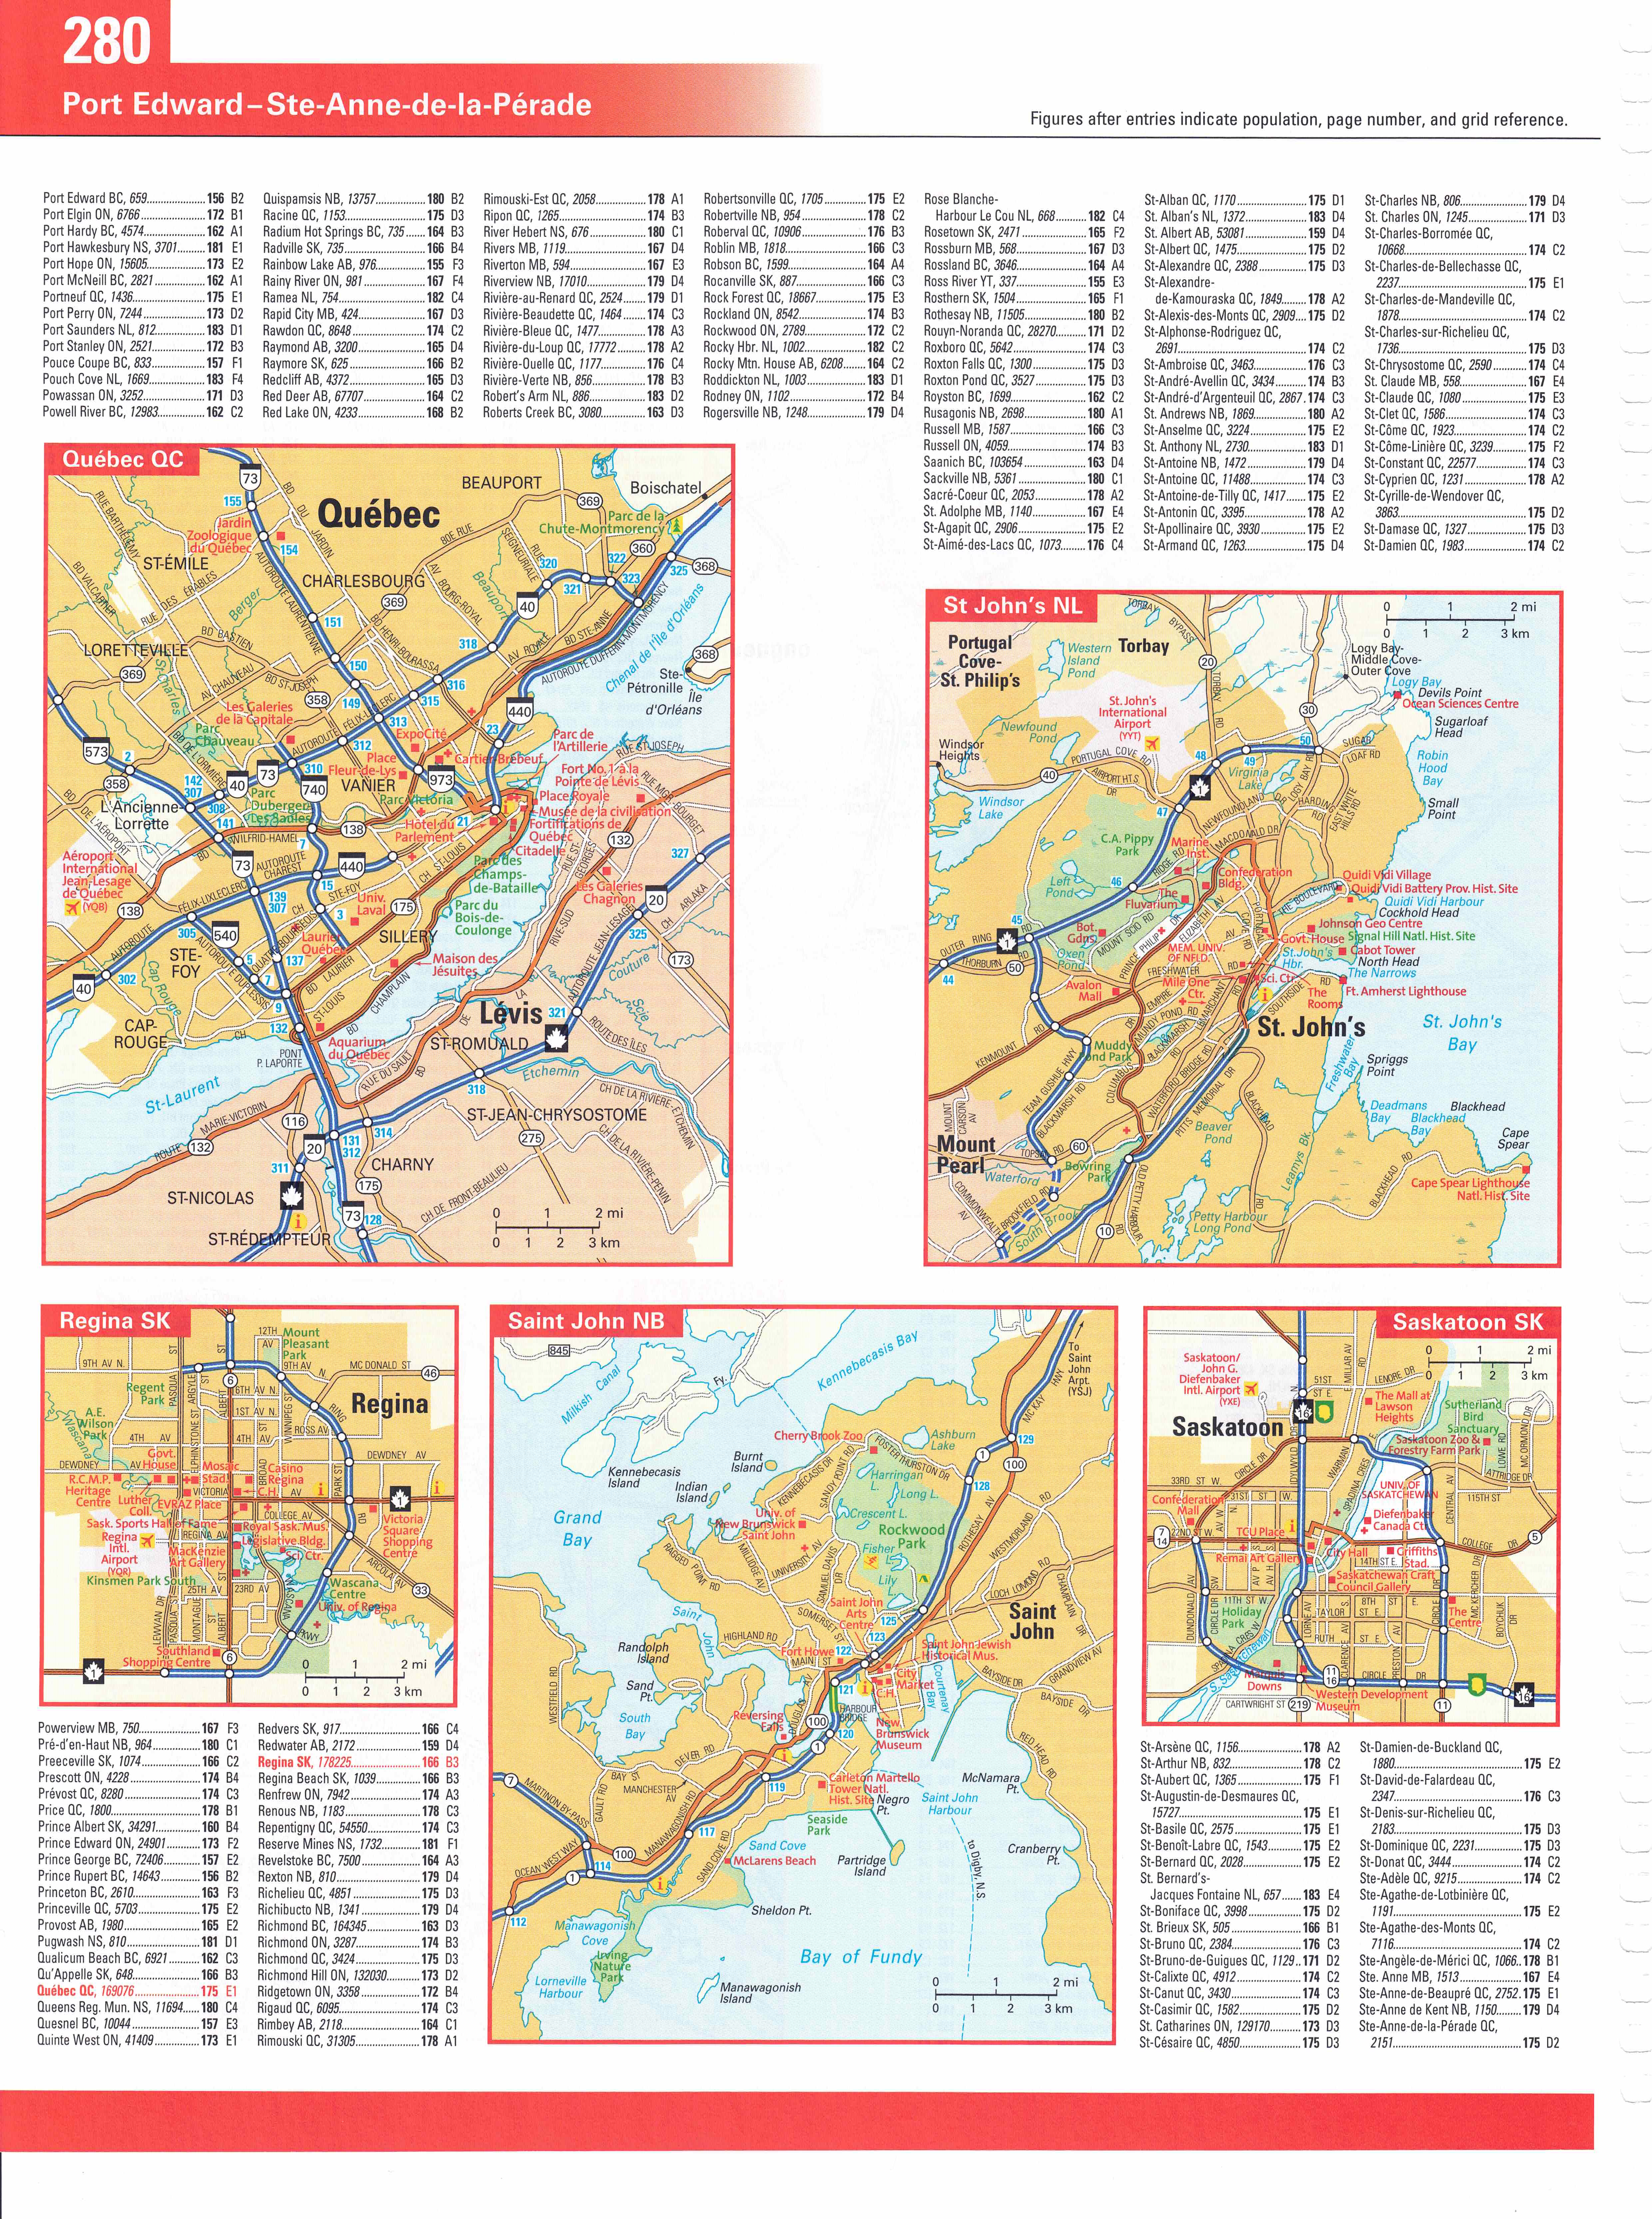 280
Port Edward – Ste-Anne-de-la-Pérade
Figures after entries indicate population, page number, and grid reference.
Port Edward BC, 659 156 B2
Port Elgin ON, 6766 172 B1
Port Hardy BC, 4574 162 A1
Port Hawkesbury NS, 3701 181 E1
Port Hope ON, 15605 173 E2
Port McNeill BC, 2821 162 A1
Portneuf QC, 1436 175 E1
Port Perry ON, 7244 173 D2
Port Saunders NL, 812 183 D1
Port Stanley ON, 2521 172 B3
Pouce Coupe BC, 833 157 F1
Pouch Cove NL, 1669 183 F4
Powassan ON, 3252 171 D3
Powell River BC, 12983 162 C2
Quispamsis NB, 13757 180 B2
Racine QC, 1153 175 D3
Radium Hot Springs BC, 735 164 B3
Radville SK, 735 166 B4
Rainbow Lake AB, 976 155 F3
Rainy River ON, 981 167 F4
Ramea NL, 754 182 C4
Rapid City MB, 424 167 D3
Rawdon QC, 8648 174 C2
Raymond AB, 3200 165 D4
Raymore SK, 625 166 B2
Redcliff AB, 4372 165 D3
Red Deer AB, 67707 164 C2
Red Lake ON, 4233 168 B2
Rimouski-Est QC, 2058 178 A1
Ripon QC, 1265 174 B3
River Hebert NS, 676 180 C1
Rivers MB, 1119 167 D4
Riverton MB, 594 167 E3
Riverview NB, 17010 179 D4
Rivière-au-Renard QC, 2524 179 D1
Rivière-Beaudette QC, 1464 174 C3
Rivière-Bleue QC, 1477 178 A3
Rivière-du-Loup QC, 17772 178 A2
Rivière-Ouelle QC, 1177 176 C4
Rivière-Verte NB, 856 178 B3
Robert's Arm NL, 886 183 D2
Roberts Creek BC, 3080 163 D3
Robertsonville QC, 1705 175 E2
Robertville NB, 954 178 C2
Roberval QC, 10906 176 B3
Roblin MB, 1818 166 C3
Robson BC, 1599 164 A4
Rocanville SK, 887 166 C3
Rock Forest QC, 18667 175 E3
Rockland ON, 8542 174 B3
Rockwood ON, 2789 172 C2
Rocky Hbr. NL, 1002 182 C2
Rocky Mtn. House AB, 6208 164 C2
Roddickton NL, 1003 183 D1
Rodney ON, 1102 172 B4
Rogersville NB, 1248 179 D4
Rose Blanche-
Harbour Le Cou NL, 668 182 C4
Rosetown SK, 2471 165 F2
Rossburn MB, 568 167 D3
Rossland BC, 3646 164 A4
Ross River YT, 337 155 E3
Rosthern SK, 1504 165 F1
Rothesay NB, 11505 180 B2
Rouyn-Noranda QC, 28270 171 D2
Roxboro QC, 5642 174 C3
Roxton Falls QC, 1300 175 D3
Roxton Pond QC, 3527 175 D3
Royston BC, 1699 162 C2
Rusagonis NB, 2698 180 A1
Russell MB, 1587 166 C3
Russell ON, 4059 174 B3
Saanich BC, 103654 163 D4
Sackville NB, 5361 180 C1
Sacré-Coeur QC, 2053 178 A2
St. Adolphe MB, 1140 167 E4
St-Agapit QC, 2906 175 E2
St-Aimé-des-Lacs QC, 1073 176 C4
St-Alban QC, 1170 175 D1
St. Alban's NL, 1372 183 D4
St. Albert AB, 53081 159 D4
St-Albert QC, 1475 175 D2
St-Alexandre QC, 2388 175 D3
St-Alexandre-
de-Kamouraska QC, 1849 178 A2
St-Alexis-des-Monts QC, 2909 175 D2
St-Alphonse-Rodriguez QC,
2691 174 C2
St-Ambroise QC, 3463 176 C3
St-André-Avellin QC, 3434 174 B3
St-André-d'Argenteuil QC, 2867 174 C3
St. Andrews NB, 1869 180 A2
St-Anselme QC, 3224 175 E2
St. Anthony NL, 2730 183 D1
St-Antoine NB, 1472 179 D4
St-Antoine QC, 11488 174 C3
St-Antoine-de-Tilly QC, 1417 175 E2
St-Antonin QC, 3395 178 A2
St-Apollinaire QC, 3930 175 E2
St-Armand QC, 1263 175 D4
St-Charles NB, 806 179 D4
St. Charles ON, 1245 171 D3
St-Charles-Borromée QC,
10668 174 C2
St-Charles-de-Bellechasse QC,
2237 175 E1
St-Charles-de-Mandeville QC,
1878 174 C2
St-Charles-sur-Richelieu QC,
1736 175 D3
St-Chrysostome QC, 2590 174 C4
St. Claude MB, 558 167 E4
St-Claude QC, 1080 175 E3
St-Clet QC, 1586 174 C3
St-Côme QC, 1923 174 C2
St-Côme-Linière QC, 3239 175 F2
St-Constant QC, 22577 174 C3
St-Cyprien QC, 1231 178 A2
St-Cyrille-de-Wendover QC,
3863 175 D2
St-Damase QC, 1327 175 D3
St-Damien QC, 1983 174 C2
Québec QC
Québec
BEAUPORT
Boischatel
Parc de la
Chute-Montmorency
Jardin
Zoologique
du Québec
ST-ÉMILE
CHARLESBOURG
LORETTEVILLE
Les Galeries
de la Capitale
Parc
Chauveau
ExpoCité
Place
Fleur-de-Lys
Cartier-Brébeuf
Parc de
l'Artillerie
Fort No. 1 à la
Pointe de Lévis
Place Royale
Musée de la civilisation
Fortifications de
Québec
Citadelle
VANIER
Parc Victoria
Hôtel du
Parlement
Parc des
Champs-
de-Bataille
Parc du
Bois-de-
Coulonge
Les Galeries
Chagnon
Ste-
Pétronille
Île
d'Orléans
Chenal de l'Île d'Orléans
L'Ancienne-
Lorrette
Parc
Duberger
Les Saules
Aéroport
International
Jean-Lesage
de Québec
(YQB)
Univ.
Laval
SILLERY
Laurier
Québec
Maison des
Jésuites
STE-
FOY
CAP-
ROUGE
Aquarium
du Québec
PONT
P. LAPORTE
Lévis
ST-ROMUALD
St-Laurent
Etchemin
ST-JEAN-CHRYSOSTOME
CHARNY
ST-NICOLAS
ST-RÉDEMPTEUR
0 1 2 mi
0 1 2 3 km
St John's NL
0 1 2 mi
0 1 2 3 km
Portugal
Cove-
St. Philip's
Western
Island
Pond
Torbay
Logy Bay-
Middle Cove-
Outer Cove
Logy Bay
Devils Point
Ocean Sciences Centre
St. John's
International
Airport
(YYT)
Sugarloaf
Head
Newfound
Pond
Windsor
Heights
Robin
Hood
Bay
Windsor
Lake
Virginia
Lake
Small
Point
C.A. Pippy
Park
Marine
Inst.
Confederation
Bldg.
Left
Pond
The
Fluvarium
Quidi Vidi Village
Quidi Vidi Battery Prov. Hist. Site
Quidi Vidi Harbour
Cockhold Head
Johnson Geo Centre
Govt. House
Signal Hill Natl. Hist. Site
Cabot Tower
North Head
The Narrows
Ft. Amherst Lighthouse
St. John's
Hbr.
Bot.
Gdns.
Oxen
Pond
MEM. UNIV.
OF NFLD.
Sci. Ctr.
The
Rooms
Avalon
Mall
Mile One
Ctr.
St. John's
St. John's
Bay
Muddy
Pond Park
Freshwater
Bay
Spriggs
Point
Deadmans
Bay
Blackhead
Bay
Blackhead
Cape
Spear
Cape Spear Lighthouse
Natl. Hist. Site
Mount
Pearl
Waterford
Bowring
Park
Beaver
Pond
Leamys Bk.
South Brook
Petty Harbour
Long Pond
Regina SK
Mount
Pleasant
Park
Regina
Regent
Park
A.E.
Wilson
Park
Govt.
House
Mosaic
Stad.
Casino
Regina
R.C.M.P.
Heritage
Centre
Luther
Coll.
EVRAZ Place
C.H.
Sask. Sports Hall of Fame
Royal Sask. Mus.
Legislative Bldg.
Sci. Ctr.
Victoria
Square
Shopping
Centre
Regina
Intl.
Airport
(YQR)
MacKenzie
Art Gallery
Kinsmen Park South
Wascana
Centre
Univ. of Regina
Southland
Shopping Centre
0 1 2 mi
0 1 2 3 km
Saint John NB
Kennebecasis Bay
Milkish Canal
To
Saint
John
Arpt.
(YSJ)
Cherry Brook Zoo
Ashburn
Lake
Burnt
Island
Kennebecasis
Island
Indian
Island
Harrigan
L.
Long L.
Crescent L.
Grand
Bay
Univ. of
New Brunswick
Saint John
Rockwood
Park
Fisher
L.
Lily
L.
Saint John
Arts
Centre
Saint
John
Randolph
Island
Fort Howe
Saint John Jewish
Historical Mus.
City
Market
C.H.
Sand
Pt.
South
Bay
Reversing
Falls
HARBOUR
BRIDGE
New
Brunswick
Museum
Courtenay
Bay
Carleton Martello
Tower Natl.
Hist. Site
Negro
Pt.
McNamara
Pt.
Saint John
Harbour
Seaside
Park
Sand Cove
McLarens Beach
Partridge
Island
Cranberry
Pt.
to Digby, N.S.
Sheldon Pt.
Manawagonish
Cove
Irving
Nature
Park
Bay of Fundy
Lorneville
Harbour
Manawagonish
Island
0 1 2 mi
0 1 2 3 km
Saskatoon SK
0 1 2 mi
0 1 2 3 km
Saskatoon/
John G.
Diefenbaker
Intl. Airport
(YXE)
Saskatoon
The Mall at
Lawson
Heights
Sutherland
Bird
Sanctuary
Saskatoon Zoo &
Forestry Farm Park
Confederation
Mall
UNIV. OF
SASKATCHEWAN
Diefenbaker
Canada Ctr.
TCU Place
City Hall
Griffiths
Stad.
Remai Art Gallery
Saskatchewan Craft
Council Gallery
Holiday
Park
The
Centre
S. Saskatchewan
Marquis
Downs
Western Development
Museum
Powerview MB, 750 167 F3
Pré-d'en-Haut NB, 964 180 C1
Preeceville SK, 1074 166 C2
Prescott ON, 4228 174 B4
Prévost QC, 8280 174 C3
Price QC, 1800 178 B1
Prince Albert SK, 34291 160 B4
Prince Edward ON, 24901 173 F2
Prince George BC, 72406 157 E2
Prince Rupert BC, 14643 156 B2
Princeton BC, 2610 163 F3
Princeville QC, 5703 175 E2
Provost AB, 1980 165 E2
Pugwash NS, 810 181 D1
Qualicum Beach BC, 6921 162 C3
Qu'Appelle SK, 648 166 B3
Québec QC, 169076 175 E1
Queens Reg. Mun. NS, 11694 180 C4
Quesnel BC, 10044 157 E3
Quinte West ON, 41409 173 E1
Redvers SK, 917 166 C4
Redwater AB, 2172 159 D4
Regina SK, 178225 166 B3
Regina Beach SK, 1039 166 B3
Renfrew ON, 7942 174 A3
Renous NB, 1183 178 C3
Repentigny QC, 54550 174 C3
Reserve Mines NS, 1732 181 F1
Revelstoke BC, 7500 164 A3
Rexton NB, 810 179 D4
Richelieu QC, 4851 175 D3
Richibucto NB, 1341 179 D4
Richmond BC, 164345 163 D3
Richmond ON, 3287 174 B3
Richmond QC, 3424 175 D3
Richmond Hill ON, 132030 173 D2
Ridgetown ON, 3358 172 B4
Rigaud QC, 6095 174 C3
Rimbey AB, 2118 164 C1
Rimouski QC, 31305 178 A1
St-Arsène QC, 1156 178 A2
St-Arthur NB, 832 178 C2
St-Aubert QC, 1365 175 F1
St-Augustin-de-Desmaures QC,
15727 175 E1
St-Basile QC, 2575 175 E1
St-Benoît-Labre QC, 1543 175 E2
St-Bernard QC, 2028 175 E2
St. Bernard's-
Jacques Fontaine NL, 657 183 E4
St-Boniface QC, 3998 175 D2
St. Brieux SK, 505 166 B1
St-Bruno QC, 2384 176 C3
St-Bruno-de-Guigues QC, 1129 171 D2
St-Calixte QC, 4912 174 C2
St-Canut QC, 3430 174 C3
St-Casimir QC, 1582 175 D2
St. Catharines ON, 129170 173 D3
St-Césaire QC, 4850 175 D3
St-Damien-de-Buckland QC,
1880 175 E2
St-David-de-Falardeau QC,
2347 176 C3
St-Denis-sur-Richelieu QC,
2183 175 D3
St-Dominique QC, 2231 175 D3
St-Donat QC, 3444 174 C2
Ste-Adèle QC, 9215 174 C2
Ste-Agathe-de-Lotbinière QC,
1191 175 E2
Ste-Agathe-des-Monts QC,
7116 174 C2
Ste-Angèle-de-Mérici QC, 1066 178 B1
Ste. Anne MB, 1513 167 E4
Ste-Anne-de-Beaupré QC, 2752 175 E1
Ste-Anne de Kent NB, 1150 179 D4
Ste-Anne-de-la-Pérade QC,
2151 175 D2